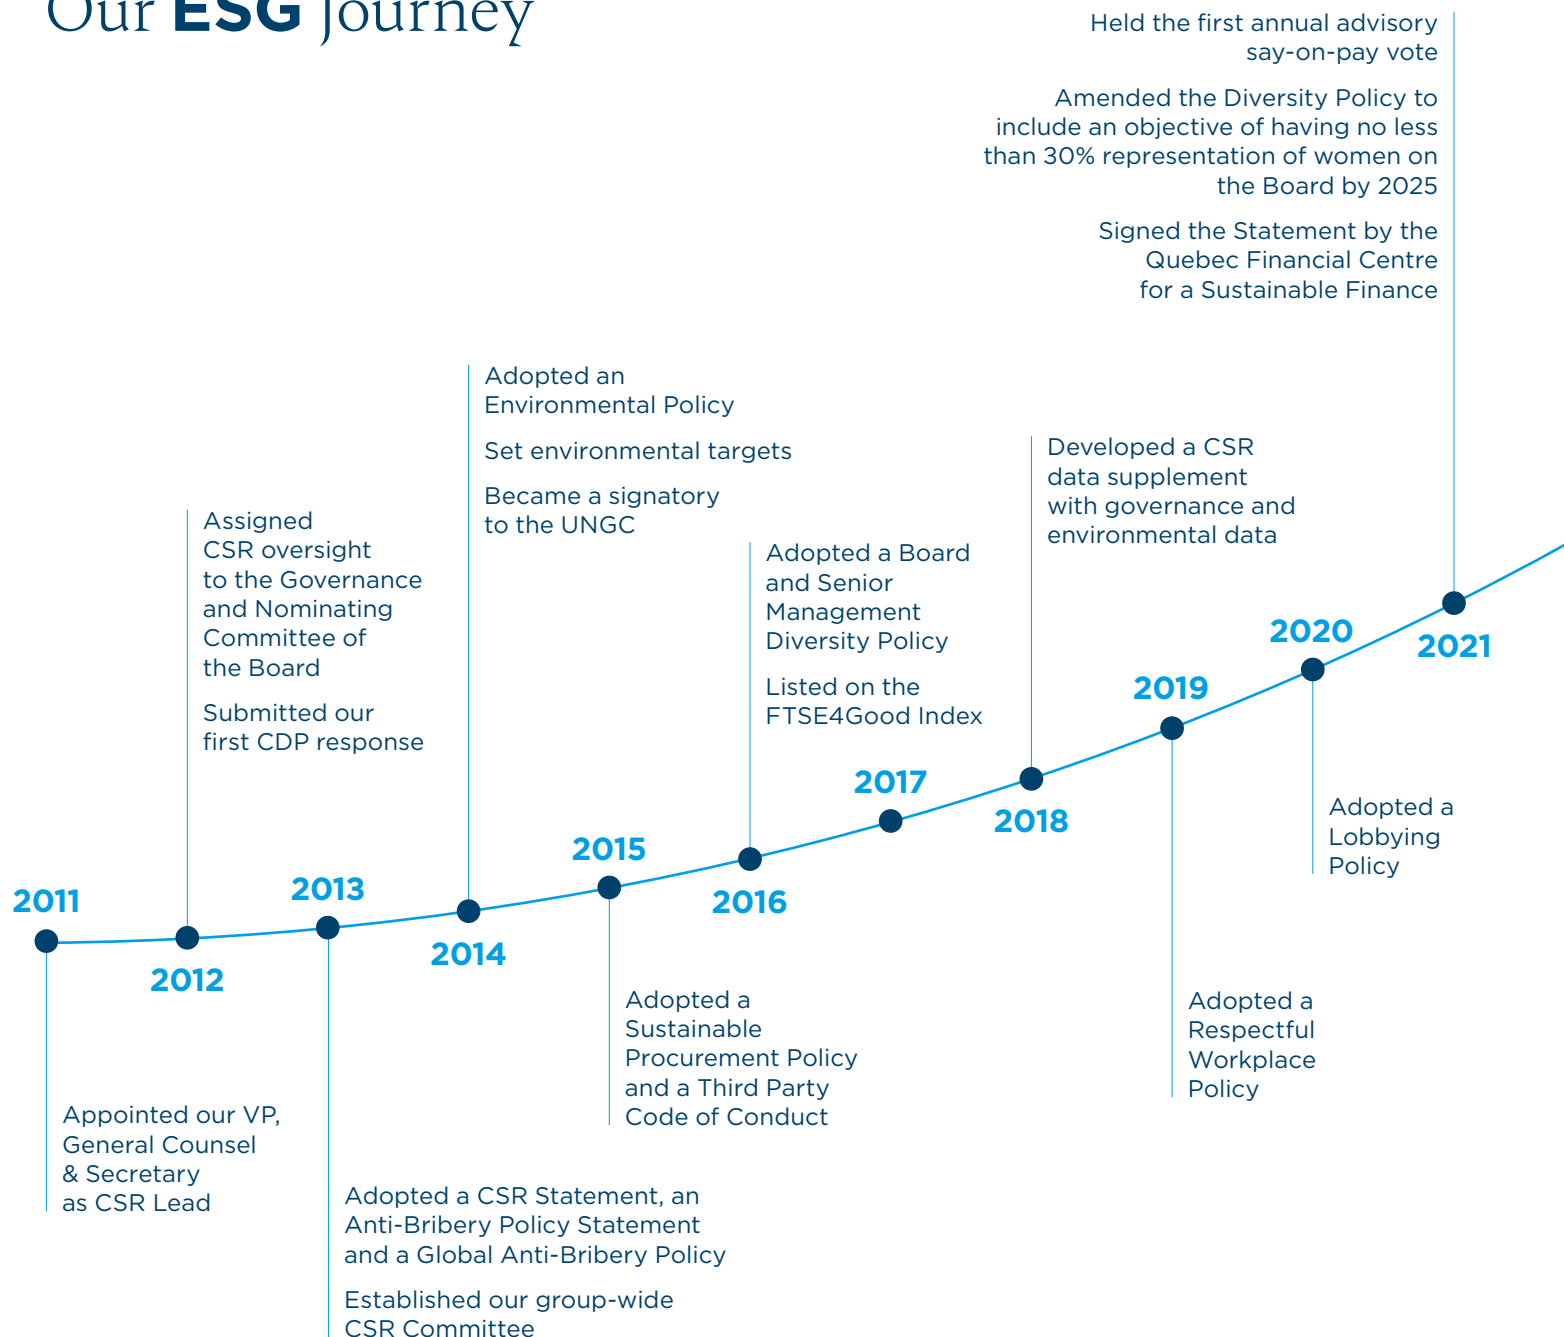 Our ESG Journey
Held the first annual advisory
say-on-pay vote
Amended the Diversity Policy to
include an objective of having no less
than 30% representation of women on
the Board by 2025
Signed the Statement by the
Quebec Financial Centre
for a Sustainable Finance
Adopted an
Environmental Policy
Set environmental targets
Became a signatory
to the UNGC
Developed a CSR
data supplement
with governance and
environmental data
Assigned
CSR oversight
to the Governance
and Nominating
Committee of
the Board
Submitted our
first CDP response
Adopted a Board
and Senior
Management
Diversity Policy
Listed on the
FTSE4Good Index
2011
2012
2013
2014
2015
2016
2017
2018
2019
2020
2021
Adopted a
Lobbying
Policy
Adopted a
Sustainable
Procurement Policy
and a Third Party
Code of Conduct
Adopted a
Respectful
Workplace
Policy
Appointed our VP,
General Counsel
& Secretary
as CSR Lead
Adopted a CSR Statement, an
Anti-Bribery Policy Statement
and a Global Anti-Bribery Policy
Established our group-wide
CSR Committee